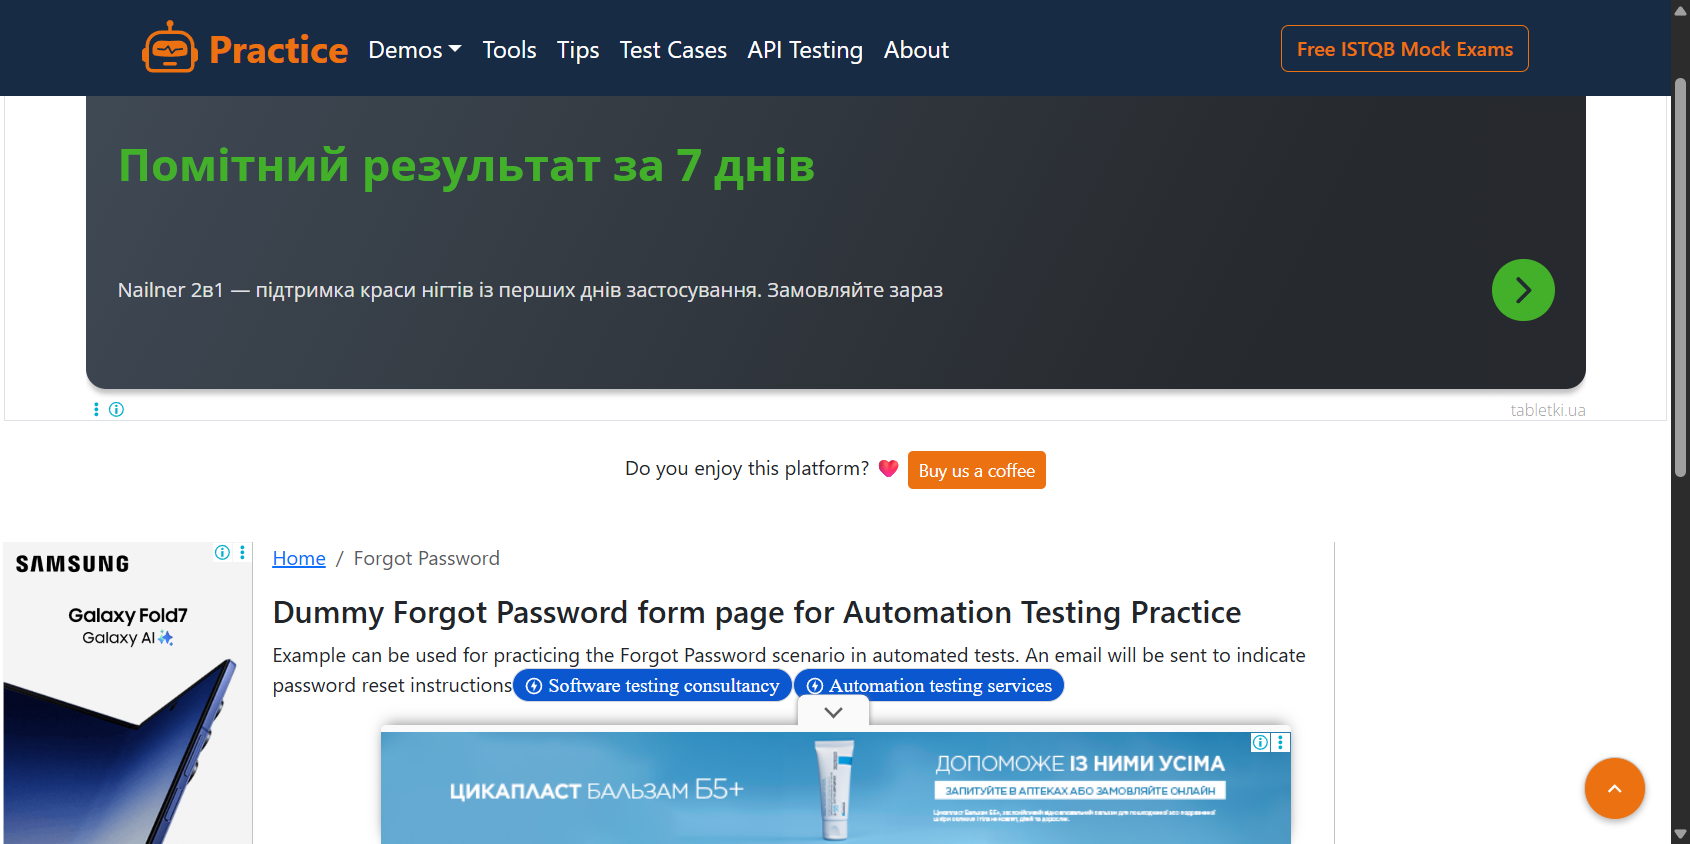 Practice
Demos Tools Tips Test Cases API Testing About
Free ISTQB Mock Exams
Помітний результат за 7 днів
Nailner 2в1 — підтримка краси нігтів із перших днів застосування. Замовляйте зараз
tabletki.ua
Do you enjoy this platform?
Buy us a coffee
SAMSUNG
Galaxy Fold7
Galaxy AI
Home / Forgot Password
Dummy Forgot Password form page for Automation Testing Practice
Example can be used for practicing the Forgot Password scenario in automated tests. An email will be sent to indicate
password reset instructions Software testing consultancy Automation testing services
ЦИКАПЛАСТ БАЛЬЗАМ Б5+
ДОПОМОЖЕ ІЗ НИМИ УСІМА
ЗАПИТУЙТЕ В АПТЕКАХ АБО ЗАМОВЛЯЙТЕ ОНЛАЙН